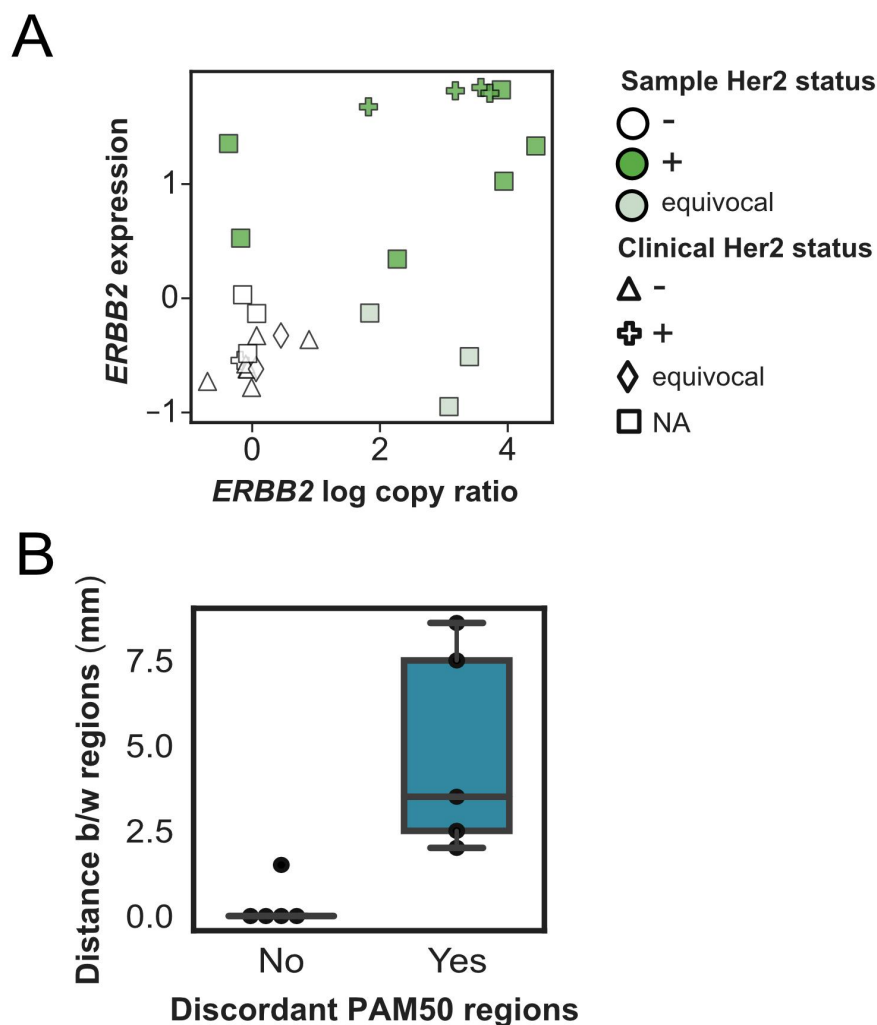 A
ERBB2 expression
1
0
−1
0 2 4
ERBB2 log copy ratio
Sample Her2 status
-
+
equivocal
Clinical Her2 status
-
+
equivocal
NA
B
Distance b/w regions (mm)
7.5
5.0
2.5
0.0
No Yes
Discordant PAM50 regions